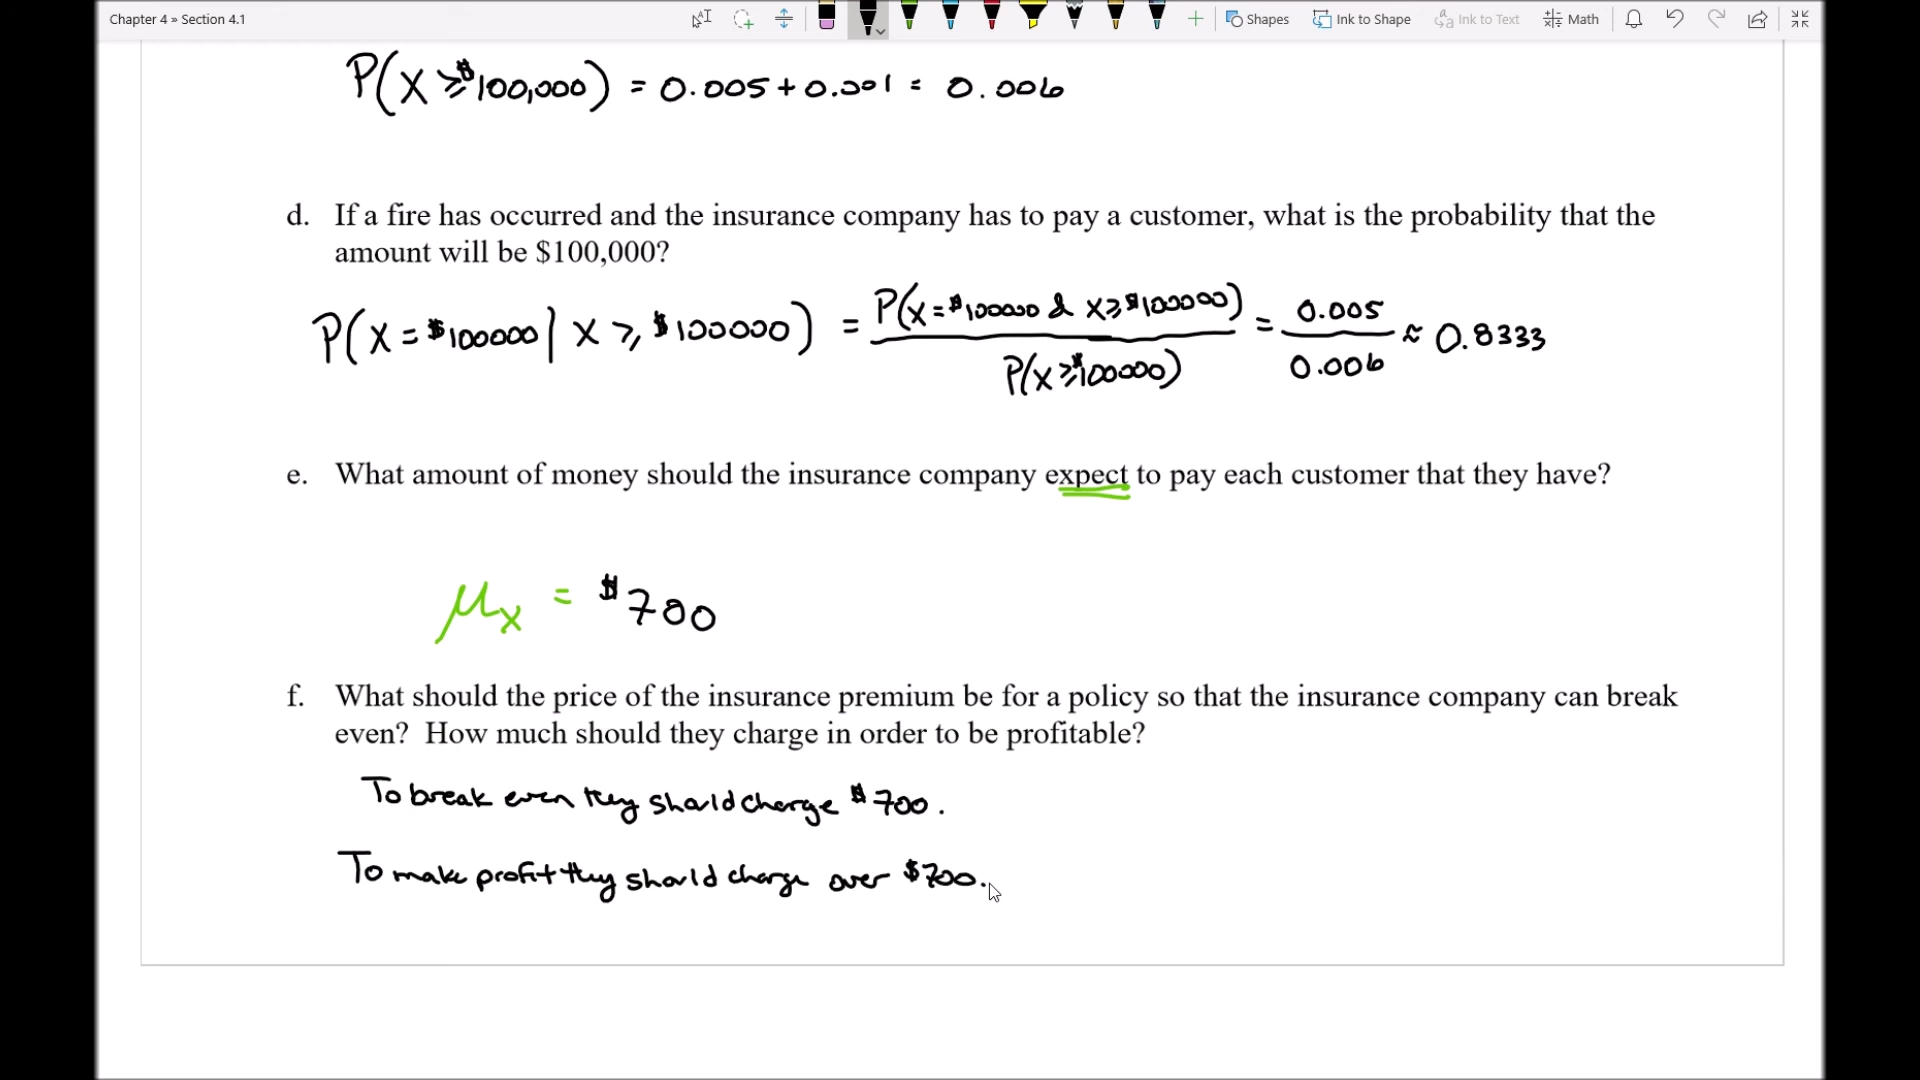 Chapter 4 » Section 4.1
Shapes Ink to Shape Ink to Text Math
P(X ≥ $100,000) = 0.005 + 0.001 = 0.006
d. If a fire has occurred and the insurance company has to pay a customer, what is the probability that the
amount will be $100,000?
P(X = $100000 | X ≥ $100000) = P(X = $100000 & X ≥ $100000) / P(X ≥ $100000) = 0.005 / 0.006 ≈ 0.8333
e. What amount of money should the insurance company expect to pay each customer that they have?
μx = $700
f. What should the price of the insurance premium be for a policy so that the insurance company can break
even? How much should they charge in order to be profitable?
To break even they should charge $700.
To make profit they should charge over $700.